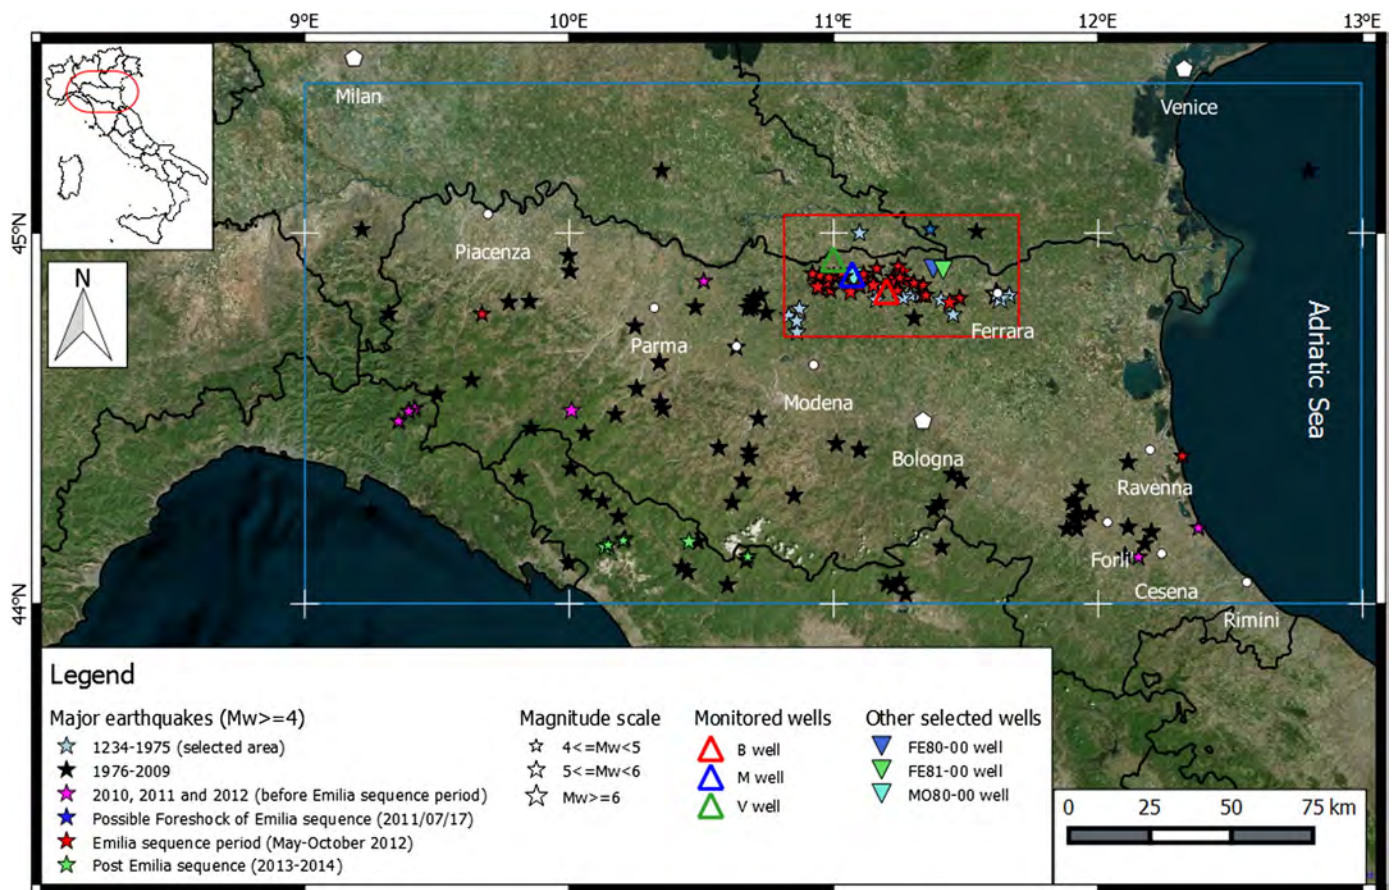 9°E 10°E 11°E 12°E 13°E
Milan
Venice
45°N
N
Piacenza
Parma
Ferrara
Modena
Adriatic Sea
Bologna
Ravenna
Forlì
44°N
Cesena
Rimini
Legend
Major earthquakes (Mw>=4)
1234-1975 (selected area)
1976-2009
2010, 2011 and 2012 (before Emilia sequence period)
Possible Foreshock of Emilia sequence (2011/07/17)
Emilia sequence period (May-October 2012)
Post Emilia sequence (2013-2014)
Magnitude scale
4<=Mw<5
5<=Mw<6
Mw>=6
Monitored wells
B well
M well
V well
Other selected wells
FE80-00 well
FE81-00 well
MO80-00 well
0 25 50 75 km